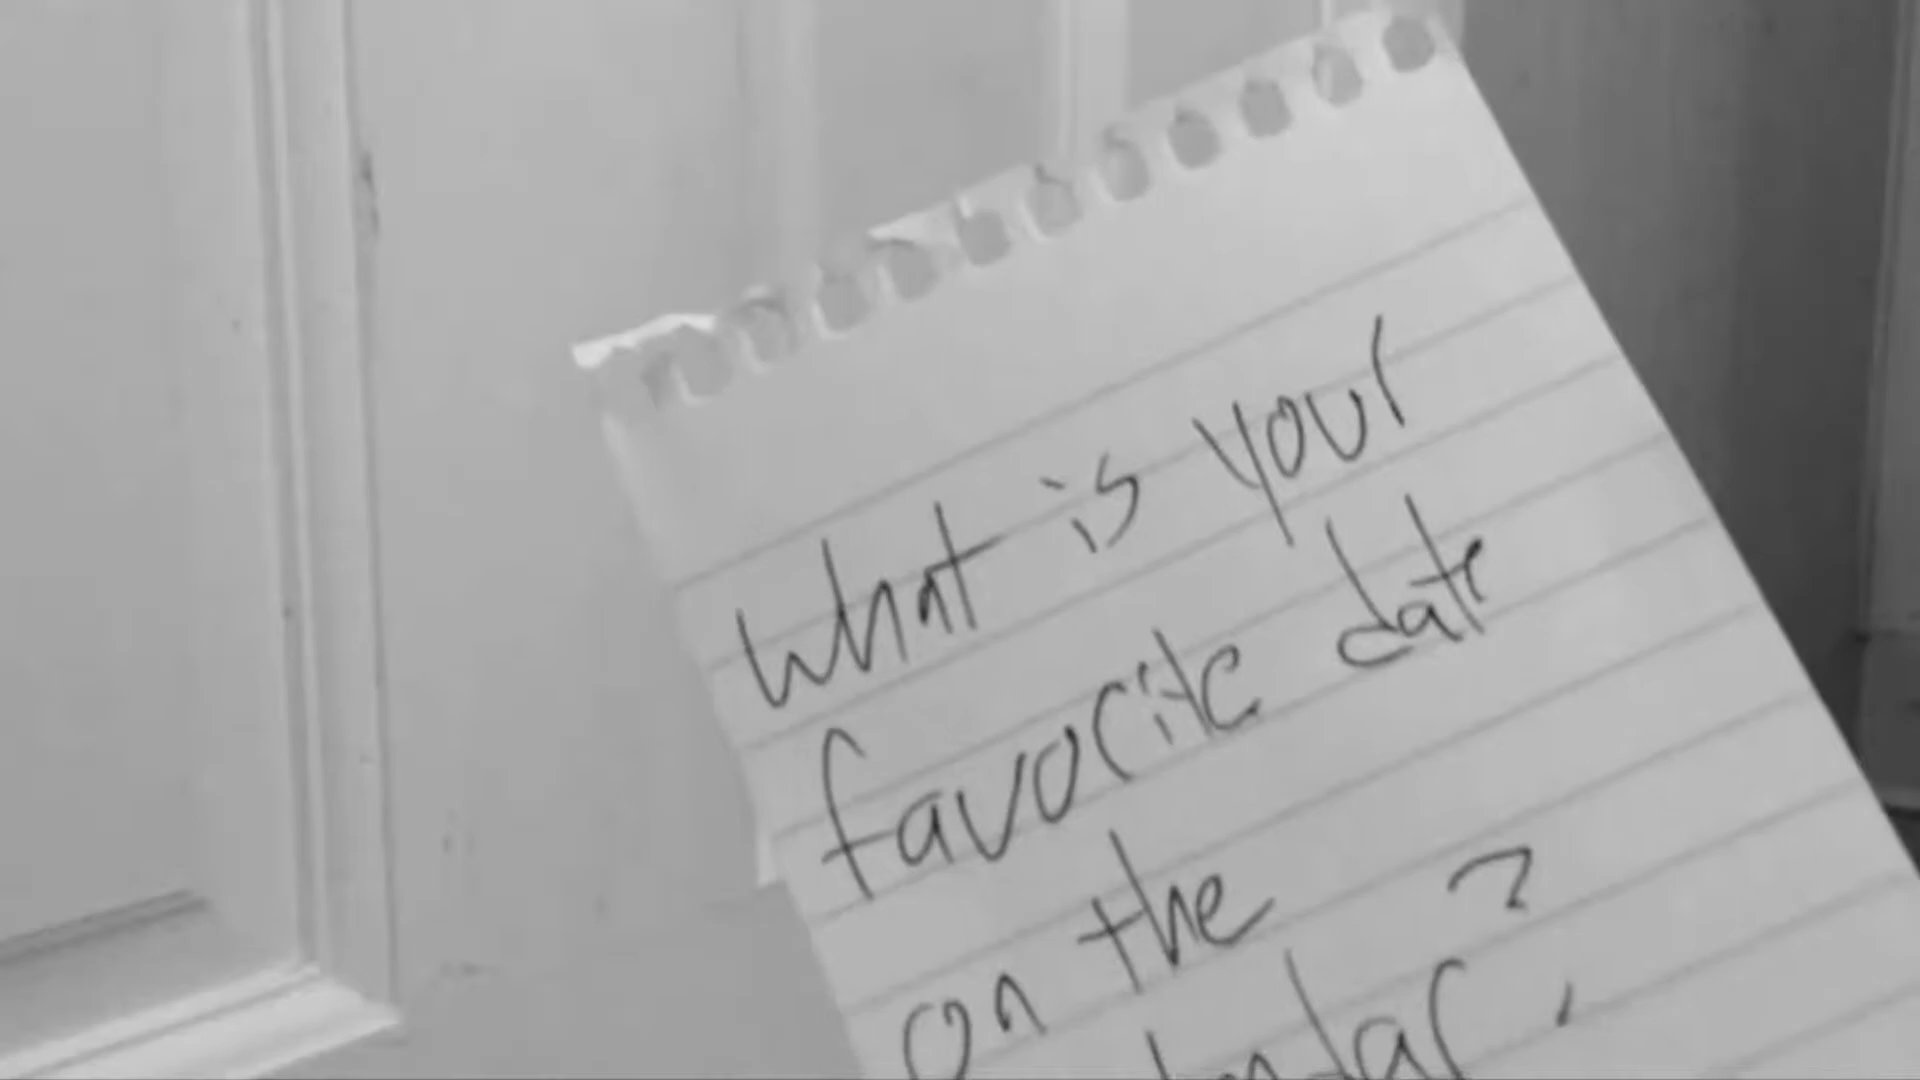 what is your
favorite date
on the
?